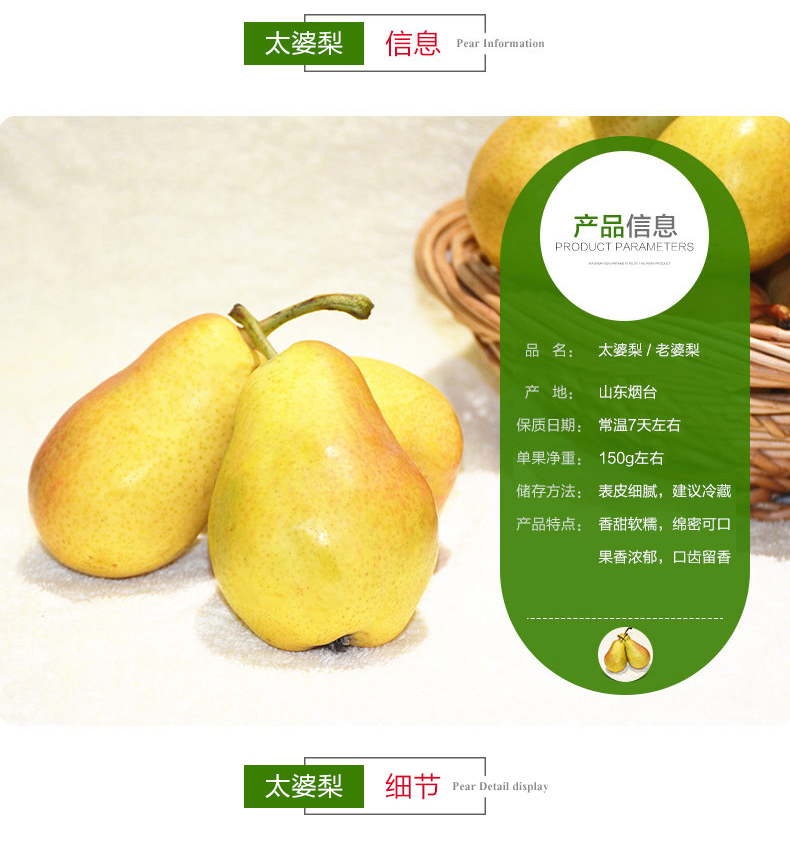 太婆梨 信息 Pear Information
产品信息
PRODUCT PARAMETERS
品 名： 太婆梨 / 老婆梨
产 地： 山东烟台
保质日期： 常温7天左右
单果净重： 150g左右
储存方法： 表皮细腻，建议冷藏
产品特点： 香甜软糯，绵密可口
果香浓郁，口齿留香
太婆梨 细节 Pear Detail display